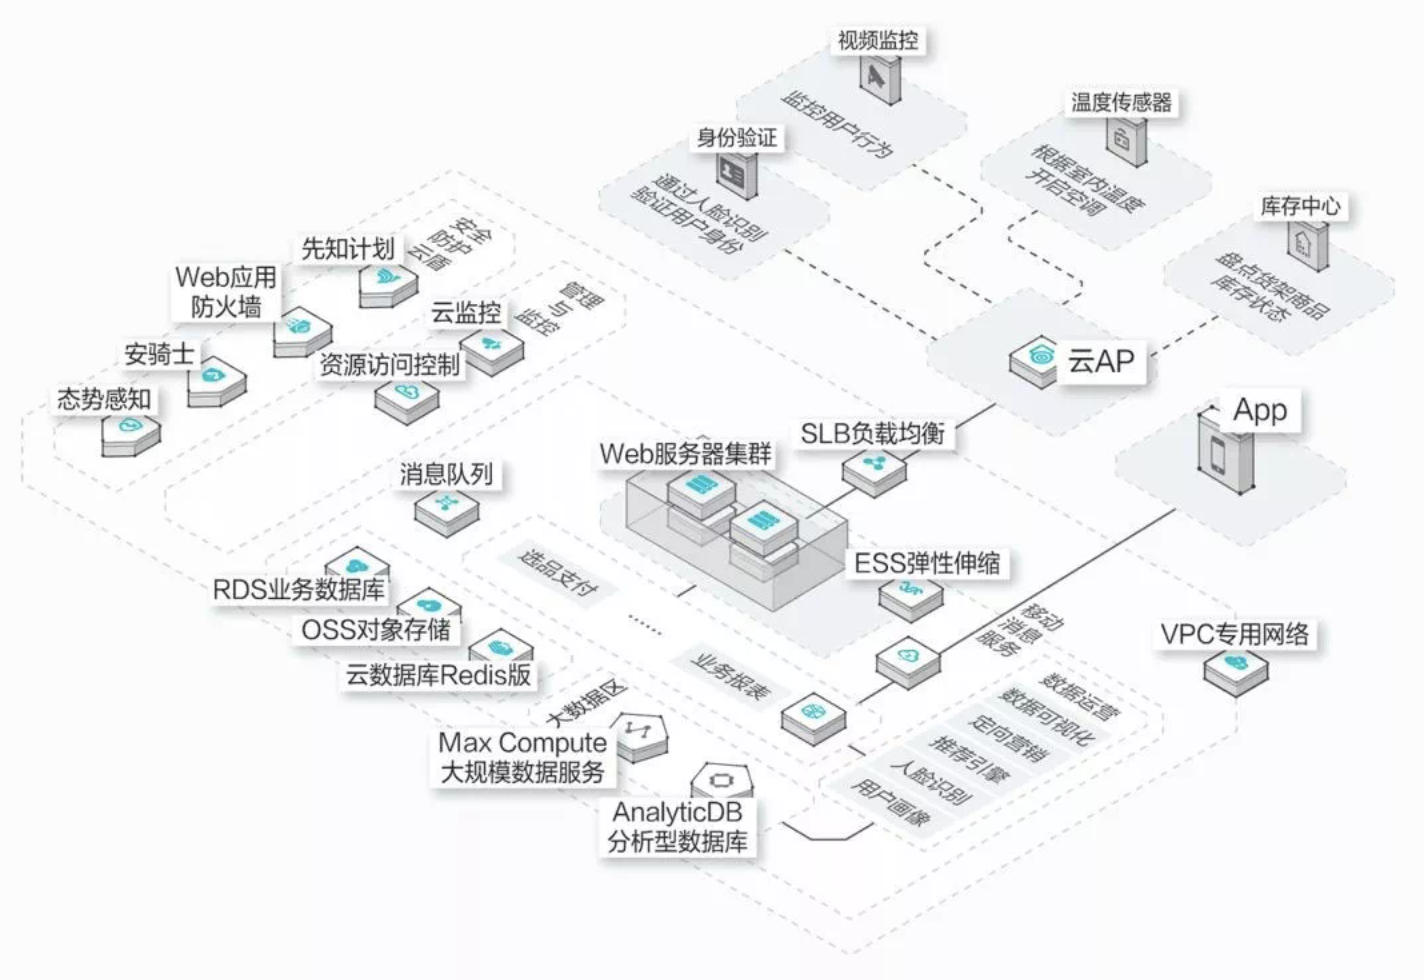 视频监控
监控用户行为
温度传感器
根据室内温度
开启空调
身份验证
通过人脸识别
验证用户身份
库存中心
盘点货架商品
库存状态
云AP
App
安全
防护
云盾
先知计划
Web应用
防火墙
安骑士
态势感知
管理
与
监控
云监控
资源访问控制
消息队列
Web服务器集群
SLB负载均衡
ESS弹性伸缩
选品支付
......
业务报表
RDS业务数据库
OSS对象存储
云数据库Redis版
移动
消息
服务
VPC专用网络
大数据区
Max Compute
大规模数据服务
AnalyticDB
分析型数据库
数据运营
数据可视化
定向营销
推荐引擎
人脸识别
用户画像